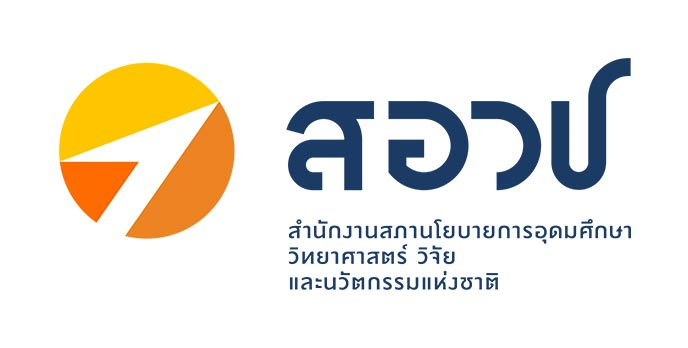 สอวช
สำนักงานสภานโยบายการอุดมศึกษา
วิทยาศาสตร์ วิจัย
และนวัตกรรมแห่งชาติ